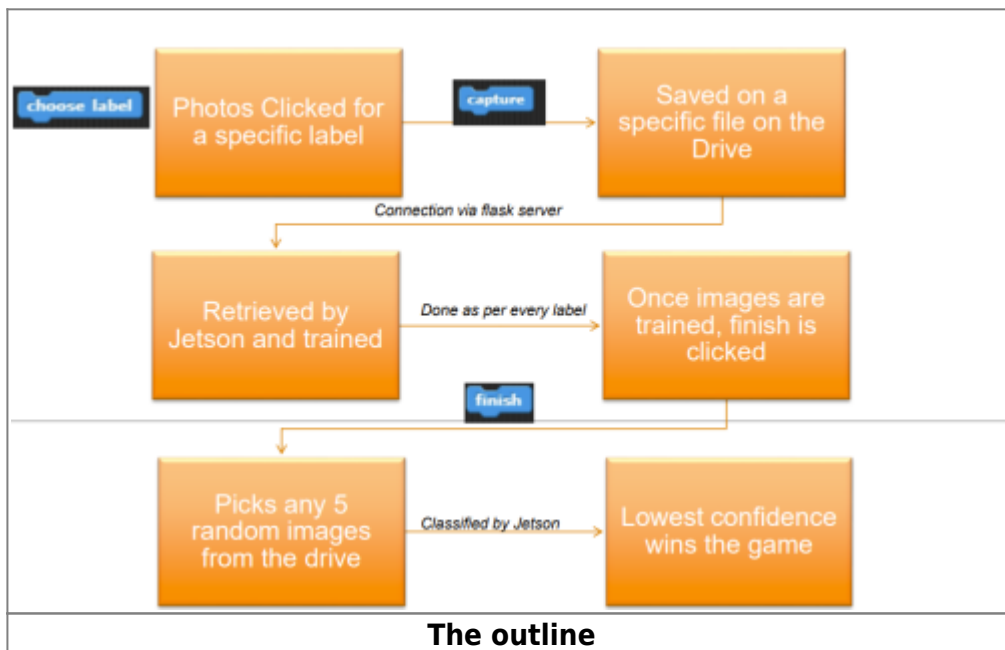 choose label
Photos Clicked for
a specific label
capture
Saved on a
specific file on the
Drive
Connection via flask server
Retrieved by
Jetson and trained
Done as per every label
Once images are
trained, finish is
clicked
finish
Picks any 5
random images
from the drive
Classified by Jetson
Lowest confidence
wins the game
The outline